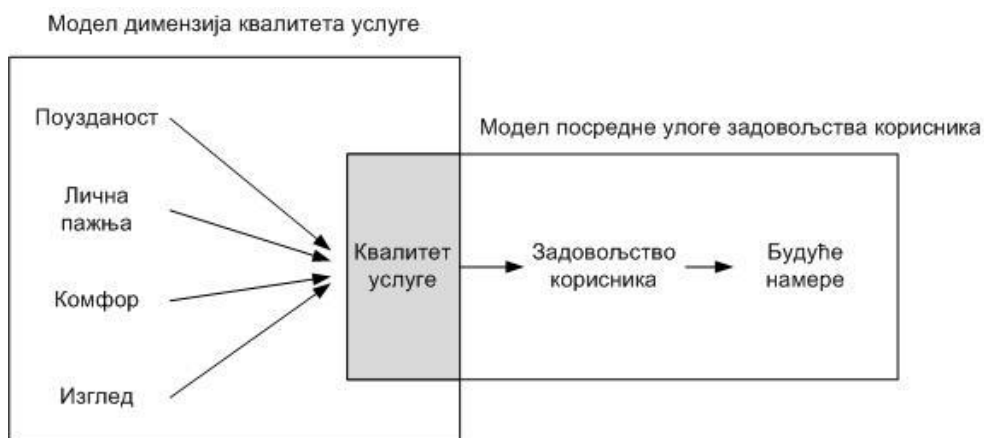 Модел димензија квалитета услуге
Поузданост
Модел посредне улоге задовољства корисника
Лична
пажња
Квалитет
услуге
Задовољство
корисника
Будуће
намере
Комфор
Изглед